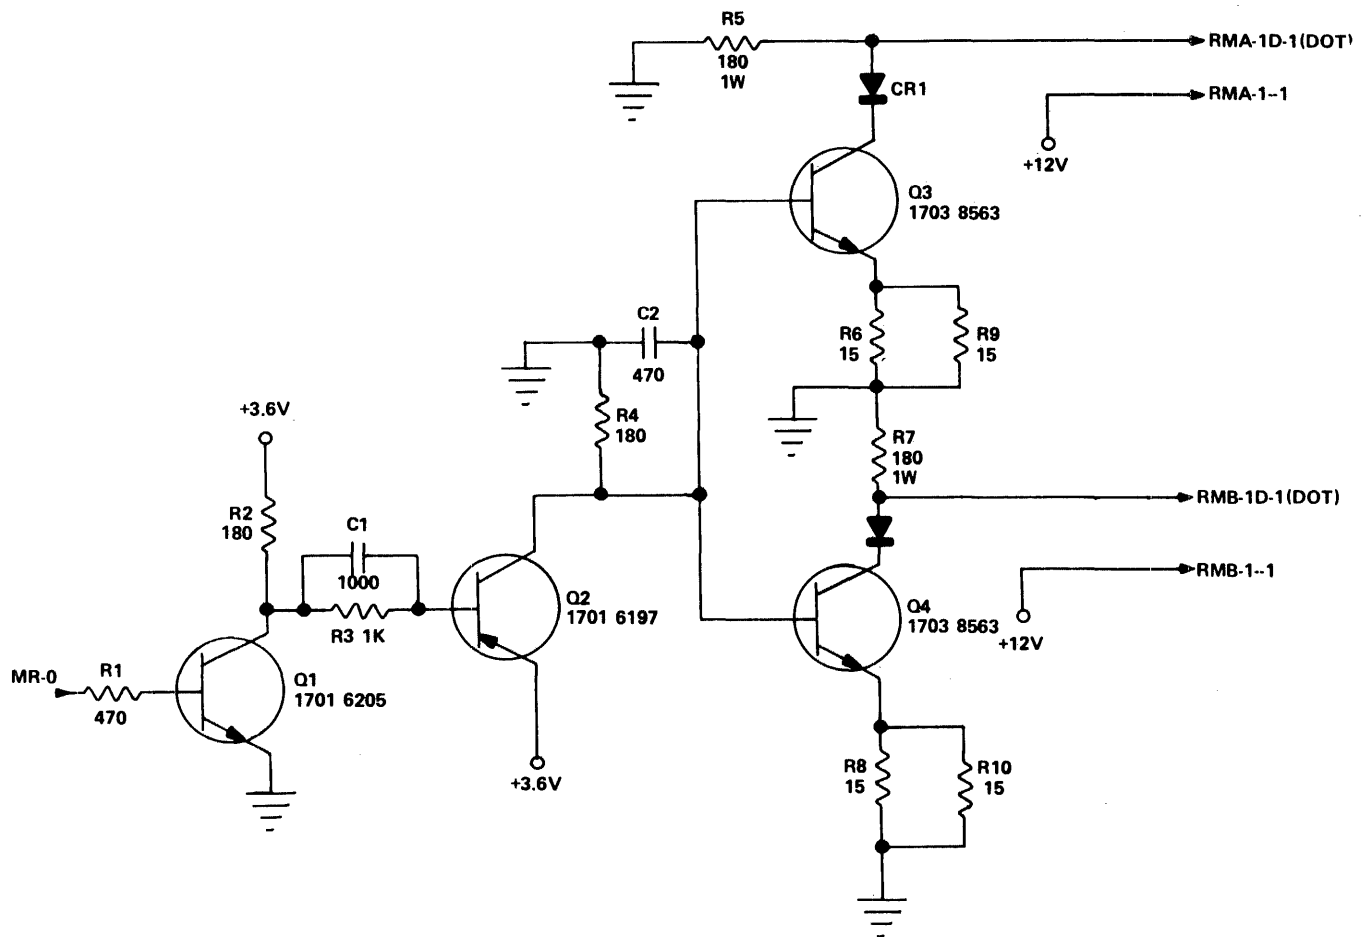 R5
180
1W
RMA-1D-1(DOT)
CR1
RMA-1--1
+12V
Q3
1703 8563
C2
470
R6
15
R9
15
+3.6V
R4
180
R7
180
1W
RMB-1D-1(DOT)
R2
180
C1
1000
R3 1K
Q2
1701 6197
Q4
1703 8563
RMB-1--1
+12V
MR-0
R1
470
Q1
1701 6205
+3.6V
R8
15
R10
15